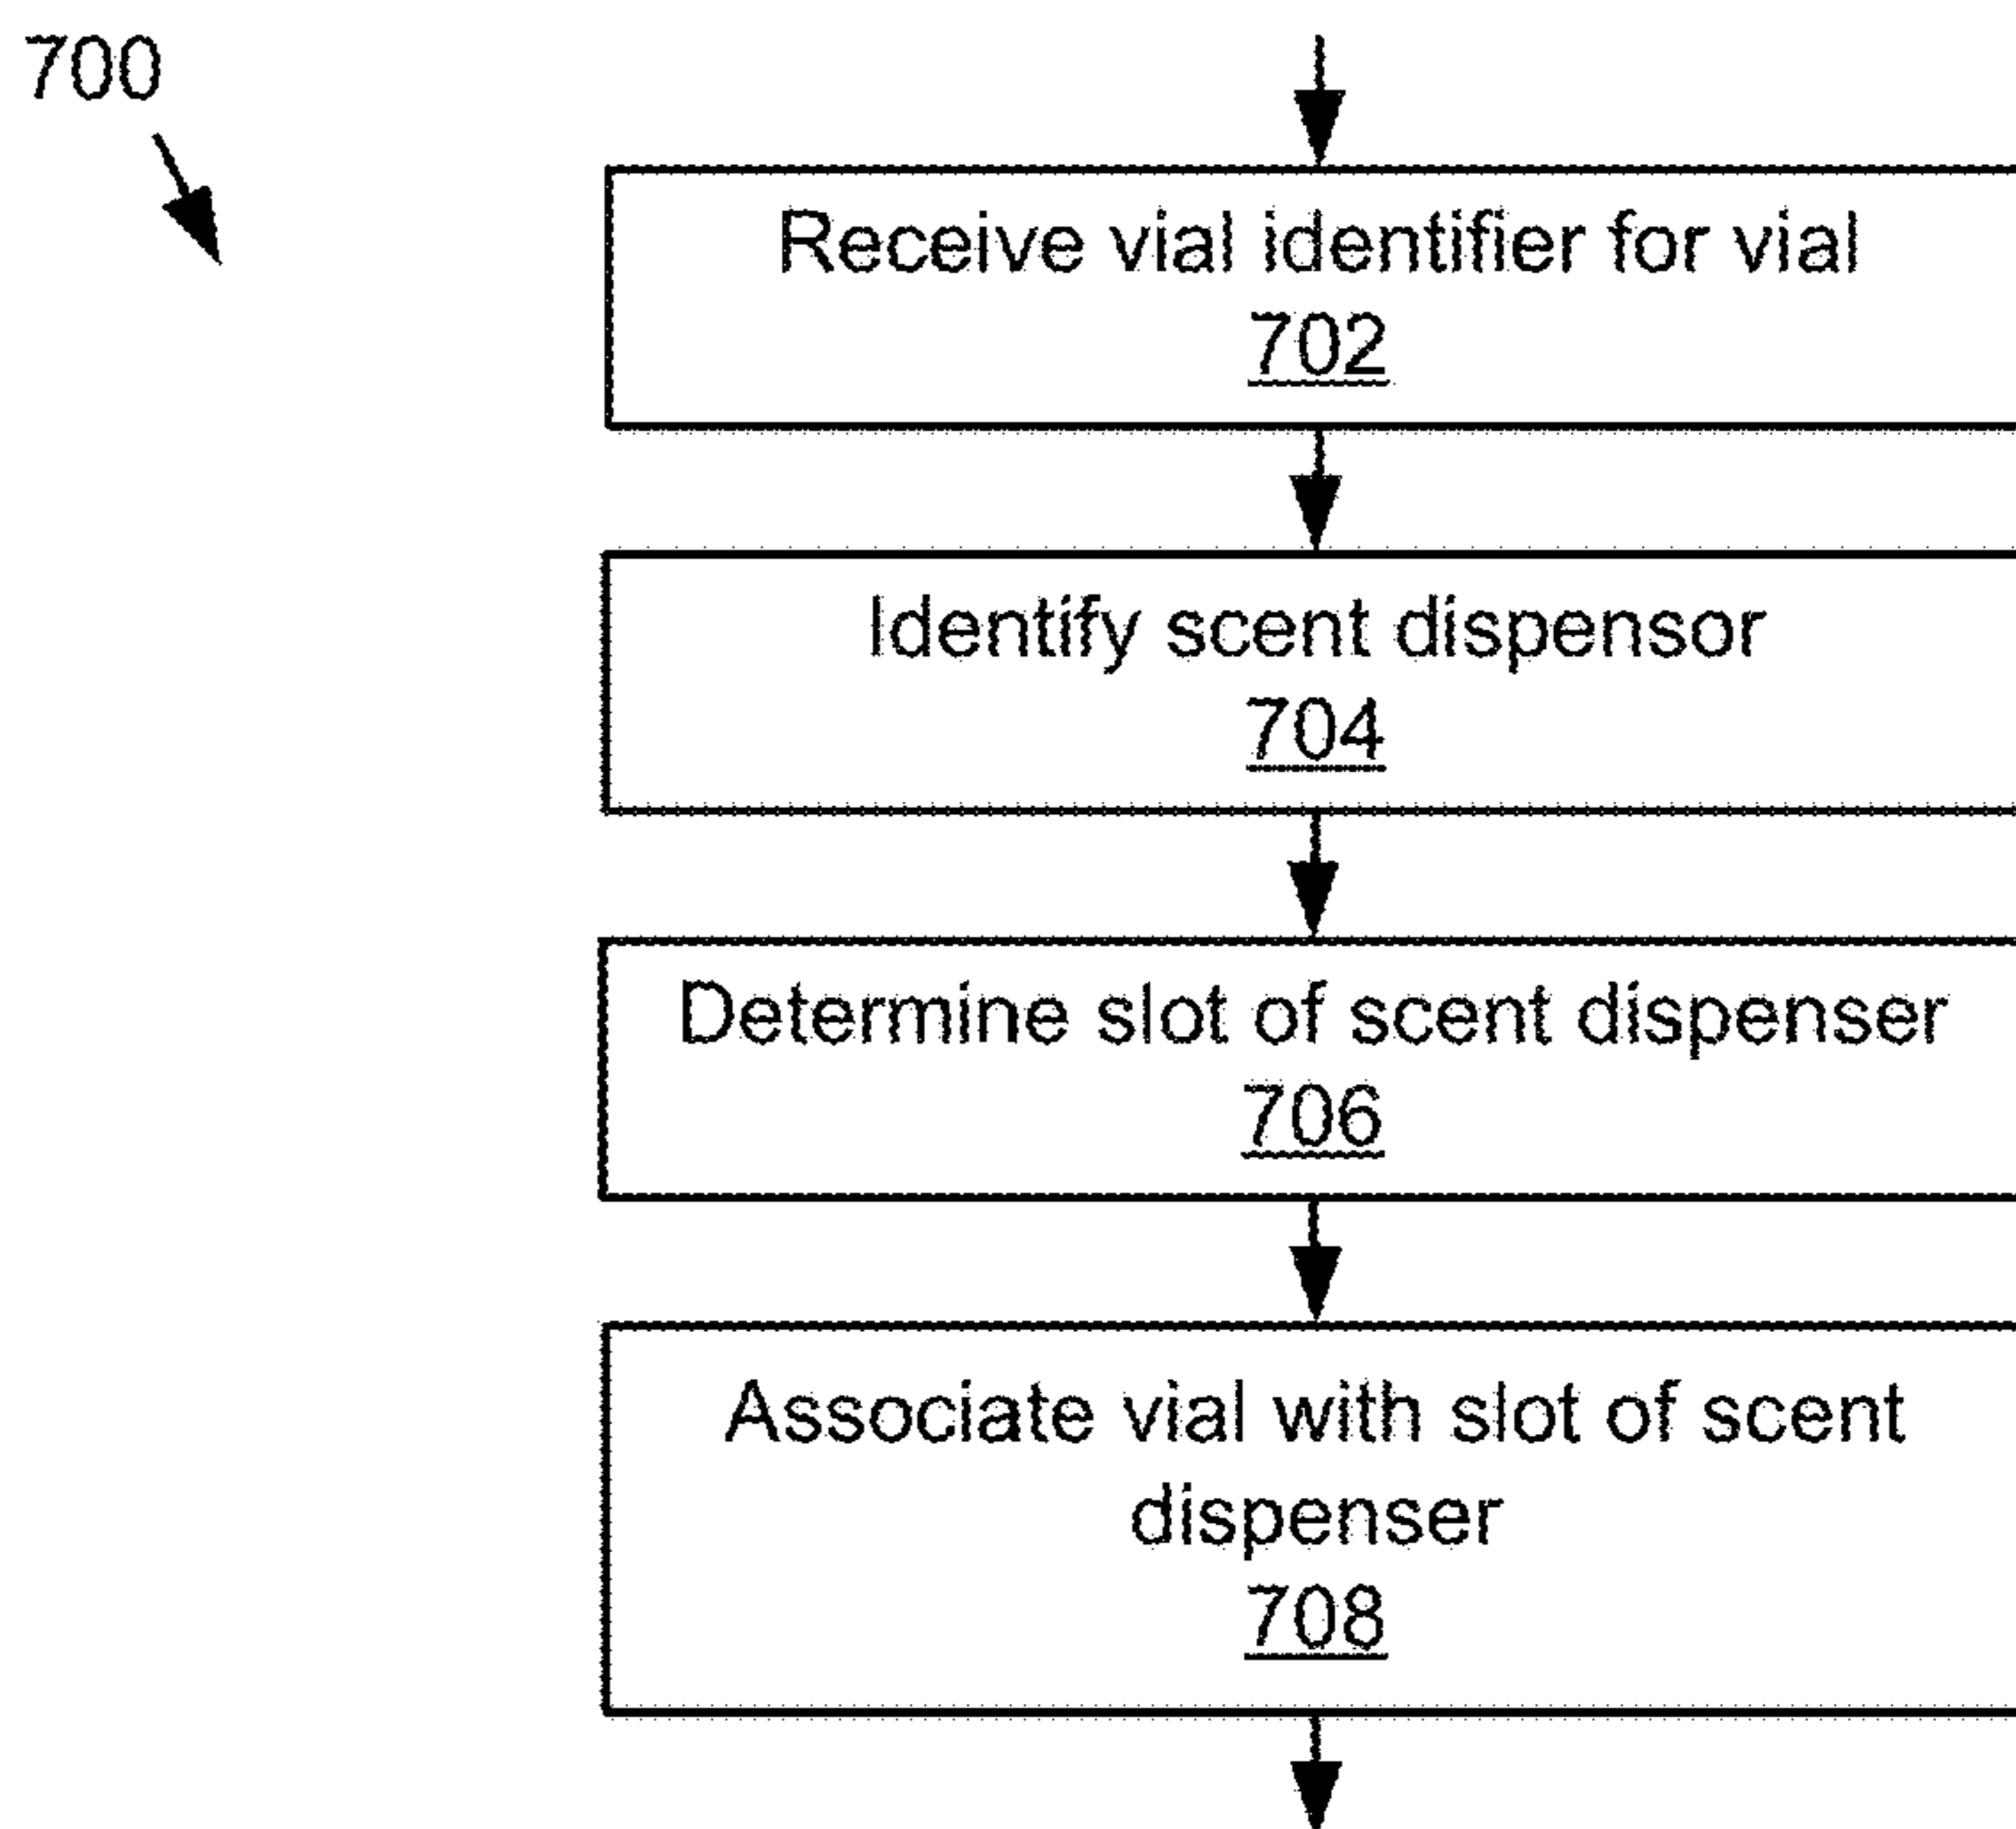 700
Receive vial identifier for vial
702
Identify scent dispensor
704
Determine slot of scent dispenser
706
Associate vial with slot of scent
dispenser
708